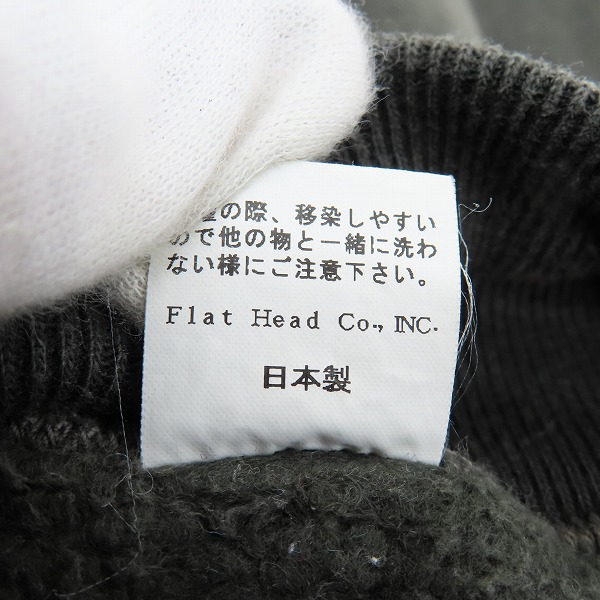 の際、移染しやすい
ので他の物と一緒に洗わ
ない様にご注意下さい。
Flat Head Co., INC.
日本製